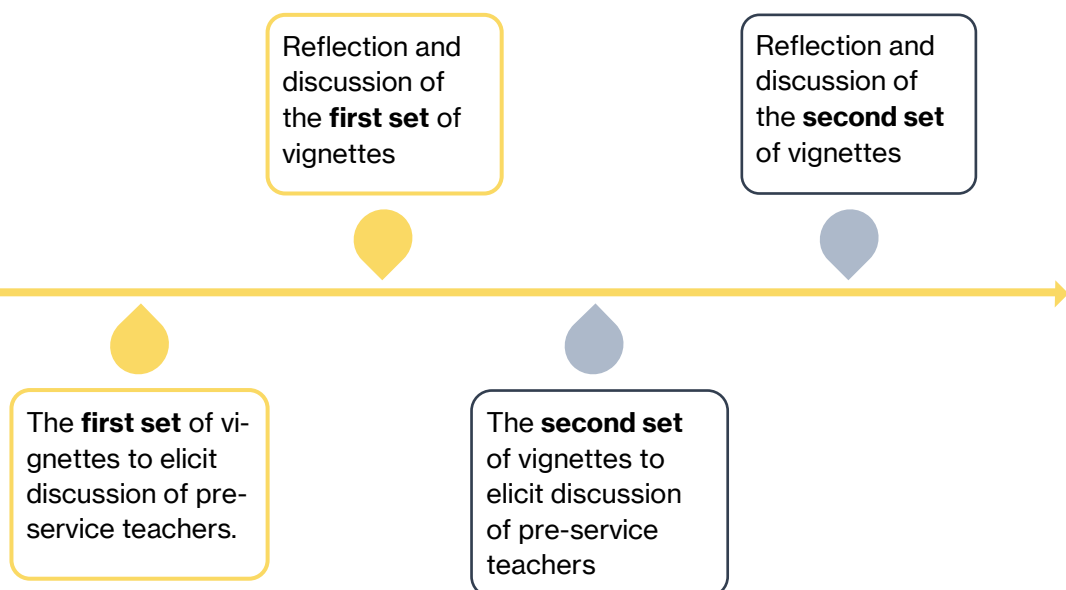 Reflection and
discussion of
the first set of
vignettes
Reflection and
discussion of
the second set
of vignettes
The first set of vi-
gnettes to elicit
discussion of pre-
service teachers.
The second set
of vignettes to
elicit discussion
of pre-service
teachers